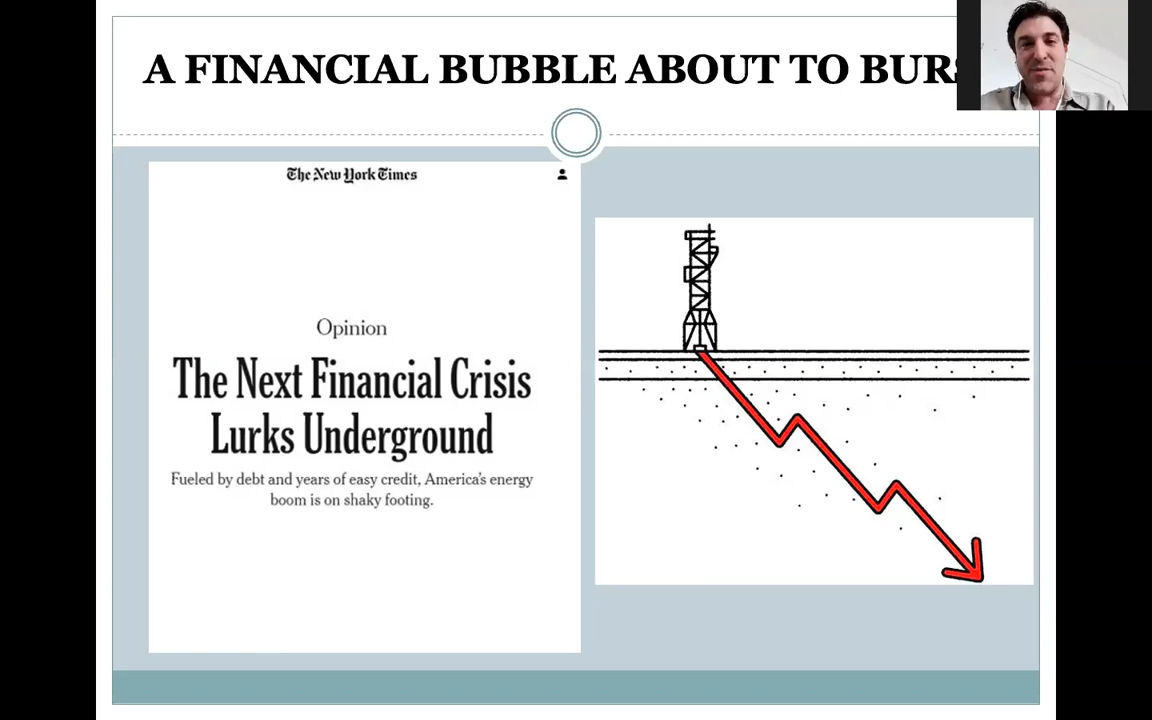 A FINANCIAL BUBBLE ABOUT TO BURS
The New York Times
Opinion
The Next Financial Crisis
Lurks Underground
Fueled by debt and years of easy credit, America's energy
boom is on shaky footing.